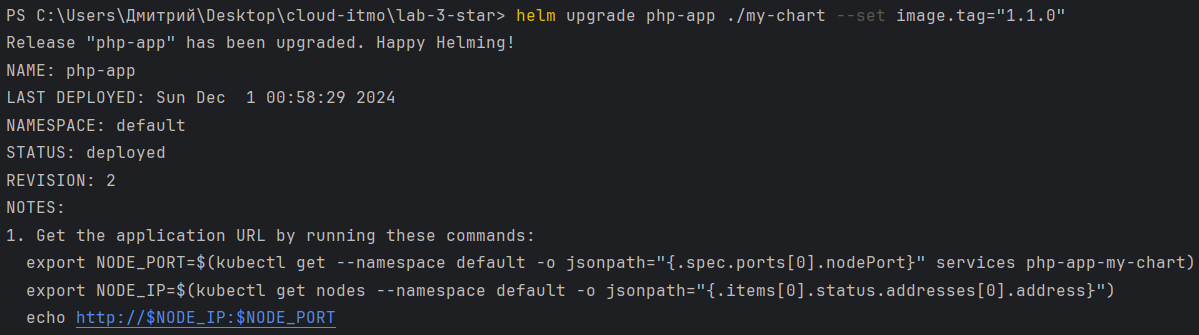 PS C:\Users\Дмитрий\Desktop\cloud-itmo\lab-3-star> helm upgrade php-app ./my-chart --set image.tag="1.1.0"
Release "php-app" has been upgraded. Happy Helming!
NAME: php-app
LAST DEPLOYED: Sun Dec  1 00:58:29 2024
NAMESPACE: default
STATUS: deployed
REVISION: 2
NOTES:
1. Get the application URL by running these commands:
  export NODE_PORT=$(kubectl get --namespace default -o jsonpath="{.spec.ports[0].nodePort}" services php-app-my-chart)
  export NODE_IP=$(kubectl get nodes --namespace default -o jsonpath="{.items[0].status.addresses[0].address}")
  echo http://$NODE_IP:$NODE_PORT